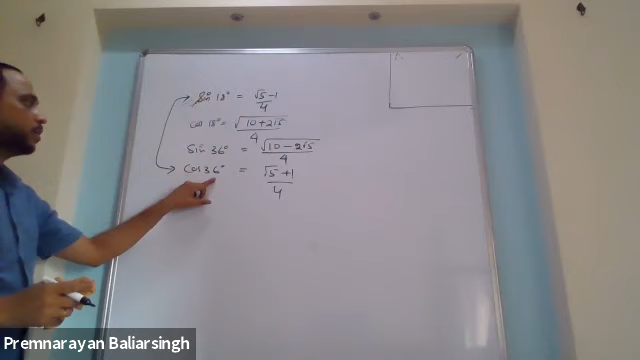 sin 18° = √5-1/4
cos 18° = √10+2√5/4
Sin 36° = √10-2√5/4
Cos 36° = √5+1/4
Premnarayan Baliarsingh